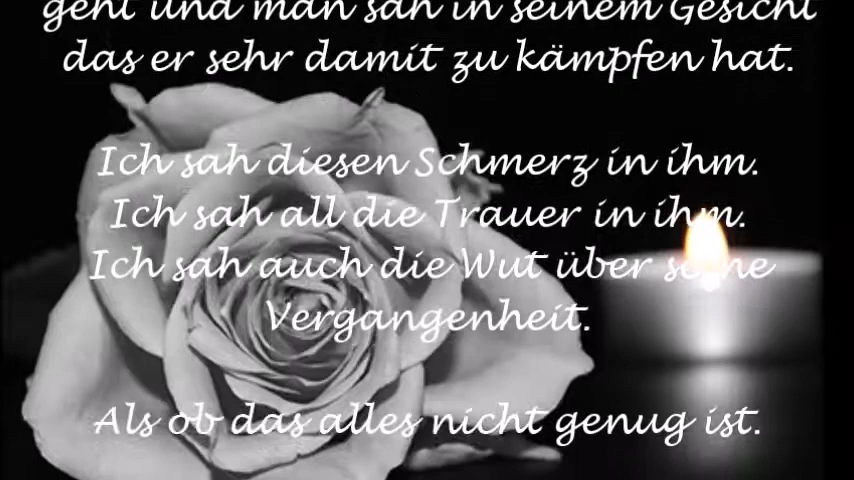 geht und man sah in seinem Gesicht
das er sehr damit zu kämpfen hat.
Ich sah diesen Schmerz in ihm.
Ich sah all die Trauer in ihm.
Ich sah auch die Wut über seine
Vergangenheit.
Als ob das alles nicht genug ist.